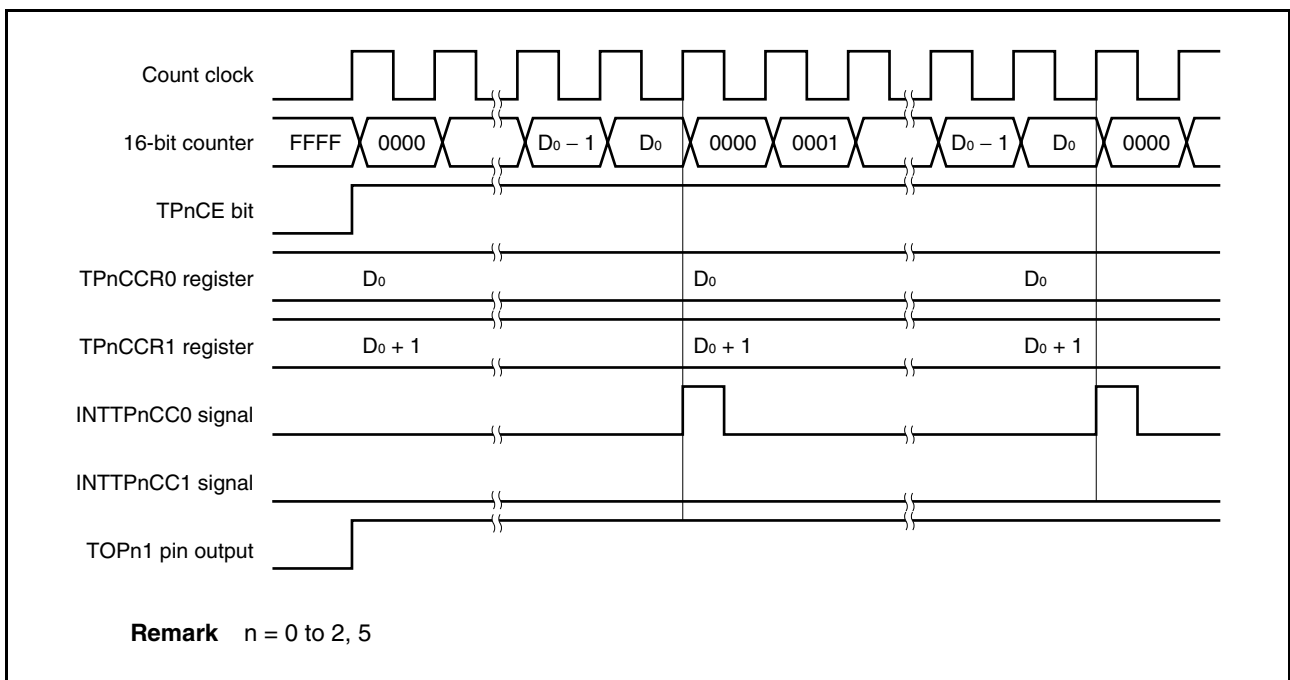 Count clock
16-bit counter FFFF 0000 D₀ – 1 D₀ 0000 0001 D₀ – 1 D₀ 0000
TPnCE bit
TPnCCR0 register D₀ D₀ D₀
TPnCCR1 register D₀ + 1 D₀ + 1 D₀ + 1
INTTPnCC0 signal
INTTPnCC1 signal
TOPn1 pin output
Remark n = 0 to 2, 5